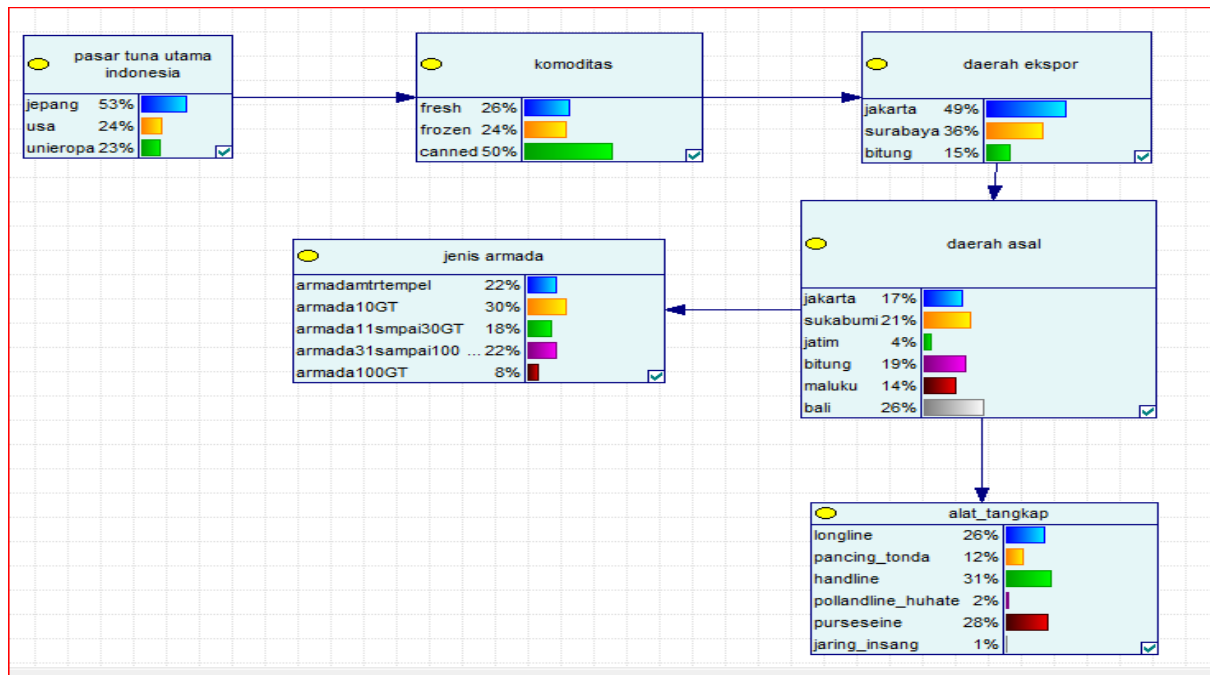 pasar tuna utama
indonesia
jepang 53%
usa 24%
unieropa 23%
komoditas
fresh 26%
frozen 24%
canned 50%
daerah ekspor
jakarta 49%
surabaya 36%
bitung 15%
jenis armada
armadamtrtempel 22%
armada10GT 30%
armada11smpai30GT 18%
armada31sampai100 ... 22%
armada100GT 8%
daerah asal
jakarta 17%
sukabumi 21%
jatim 4%
bitung 19%
maluku 14%
bali 26%
alat_tangkap
longline 26%
pancing_tonda 12%
handline 31%
pollandline_huhate 2%
purseseine 28%
jaring_insang 1%